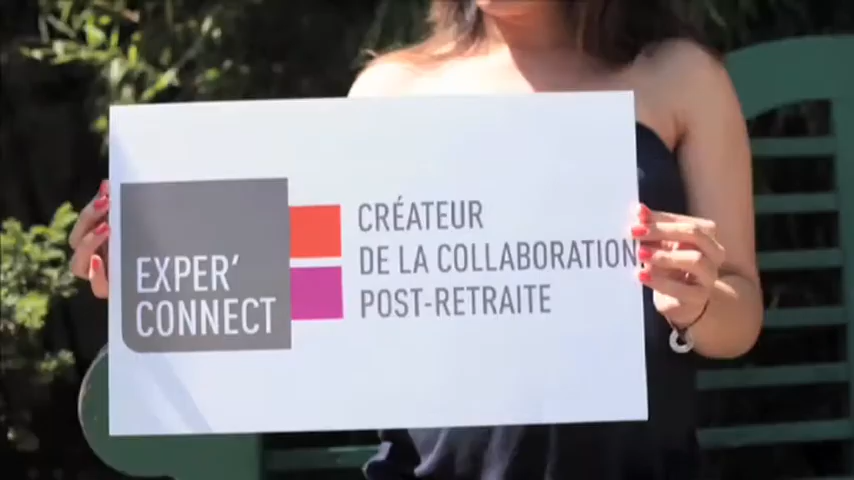 EXPER'
CONNECT
CRÉATEUR
DE LA COLLABORATION
POST-RETRAITE